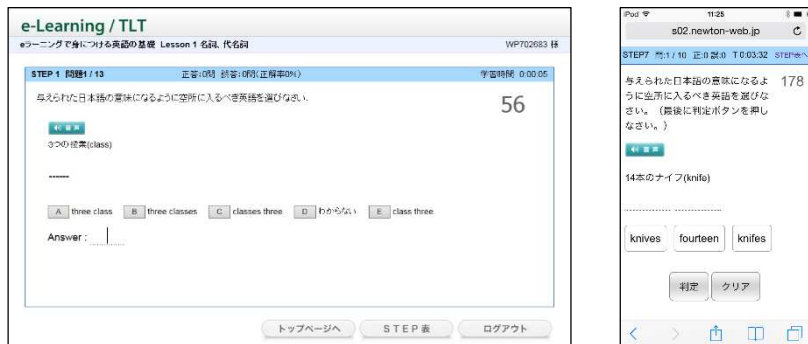 e-Learning / TLT
eラーニングで身につける英語の基礎 Lesson 1 名詞、代名詞
WP702683 様
STEP 1 問題1 / 13 正答:0問 誤答:0問(正解率0%) 学習時間 0:00:05
与えられた日本語の意味になるように空所に入るべき英語を選びなさい.
56
音声
3つの授業(class)
------
A three class B three classes C classes three D わからない E class three
Answer :
トップページへ STEP表 ログアウト
iPod 11:25
s02.newton-web.jp
STEP7 問:1 / 10 正:0 誤:0 T 0:03:32 STEP表へ
与えられた日本語の意味になるよ
うに空所に入るべき英語を選びな
さい。（最後に判定ボタンを押し
なさい。）
178
音声
14本のナイフ(knife)
knives fourteen knifes
判定 クリア